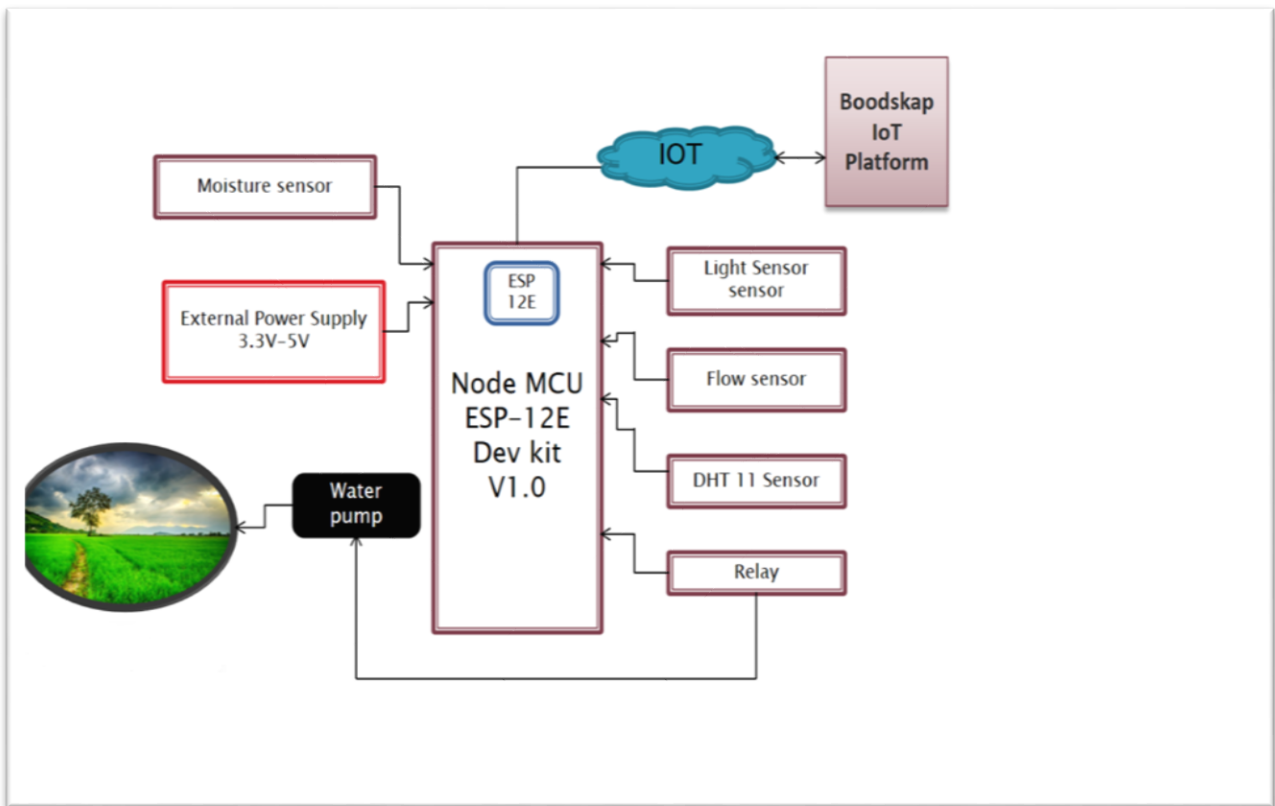 Boodskap
IoT
Platform
IOT
Moisture sensor
External Power Supply
3.3V-5V
ESP
12E
Node MCU
ESP-12E
Dev kit
V1.0
Light Sensor
sensor
Flow sensor
DHT 11 Sensor
Relay
Water
pump